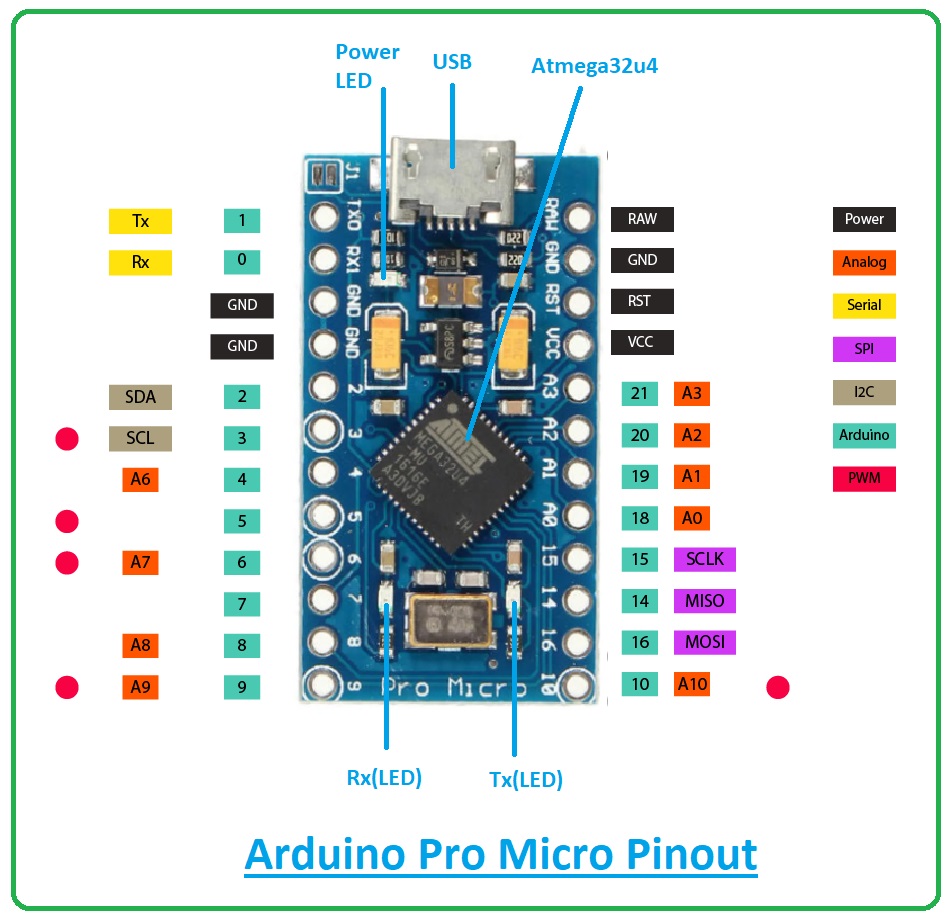 Power
LED
USB
Atmega32u4
J1
Tx 1 TXO RAW RAW Power
Rx 0 RX1 GND GND Analog
GND GND RST RST Serial
GND GND VCC VCC SPI
SDA 2 2 A3 21 A3 I2C
SCL 3 3 A2 20 A2 Arduino
A6 4 4 A1 19 A1 PWM
5 5 A0 18 A0
A7 6 6 15 15 SCLK
7 7 14 14 MISO
A8 8 8 16 16 MOSI
A9 9 9 Pro Micro 10 10 A10
220
ATMEL
MEGA32U4
TH
Rx(LED)
Tx(LED)
Arduino Pro Micro Pinout